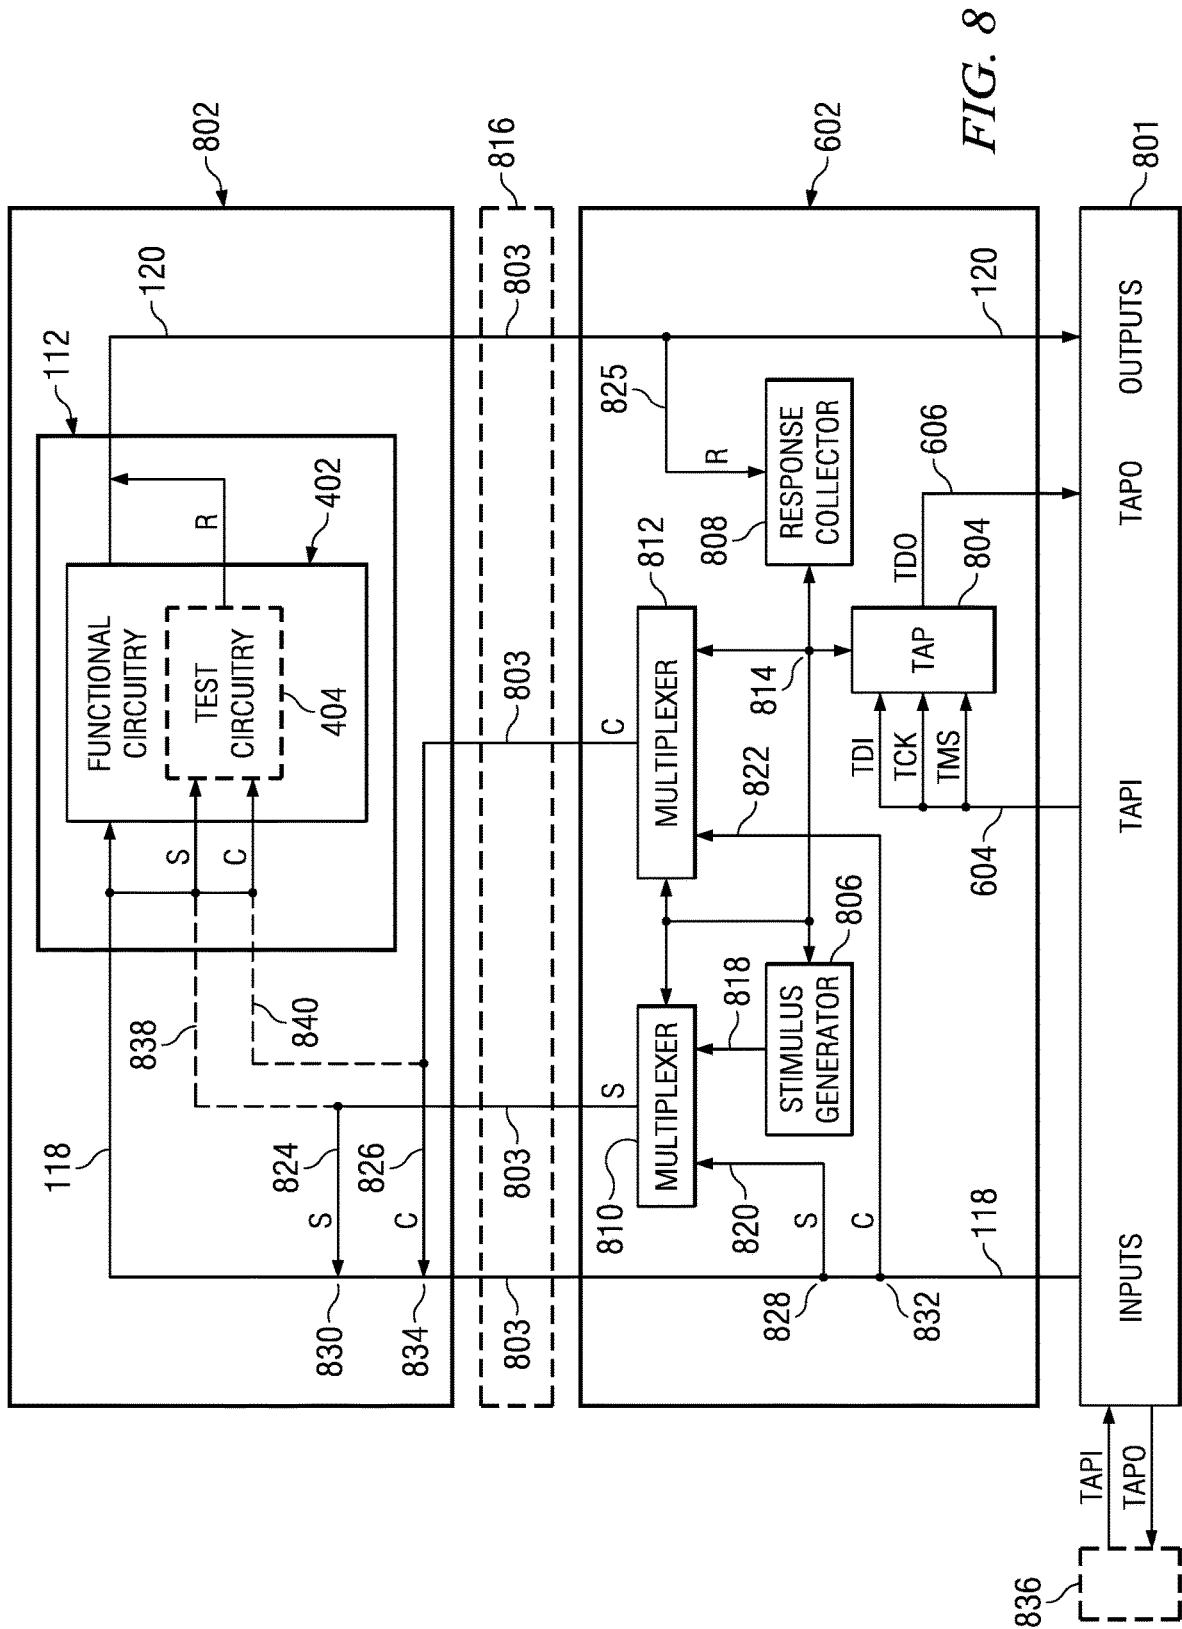 FIG. 8
802
120
112
402
R
FUNCTIONAL
CIRCUITRY
TEST
CIRCUITRY
404
S
C
838
840
118
824
S
826
C
830
834
816
803
803
803
803
602
120
825
R
RESPONSE
COLLECTOR
808
606
TDO
804
TAP
812
MULTIPLEXER
C
814
TDI
TCK
TMS
822
604
806
818
STIMULUS
GENERATOR
MULTIPLEXER
S
810
820
S
C
118
828
832
801
OUTPUTS
TAPO
TAPI
INPUTS
TAPI
TAPO
836